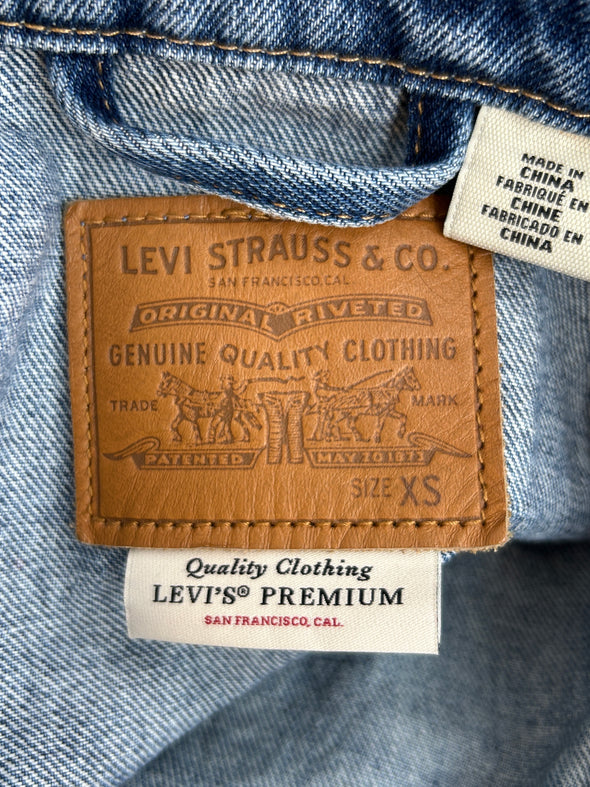 MADE IN
CHINA
FABRIQUÉ EN
CHINE
FABRICADO EN
CHINA
LEVI STRAUSS & CO.
SAN FRANCISCO, CAL
ORIGINAL RIVETED
GENUINE QUALITY CLOTHING
TRADE MARK
PATENTED MAY 20 1873
SIZE XS
Quality Clothing
LEVI'S® PREMIUM
SAN FRANCISCO, CAL.